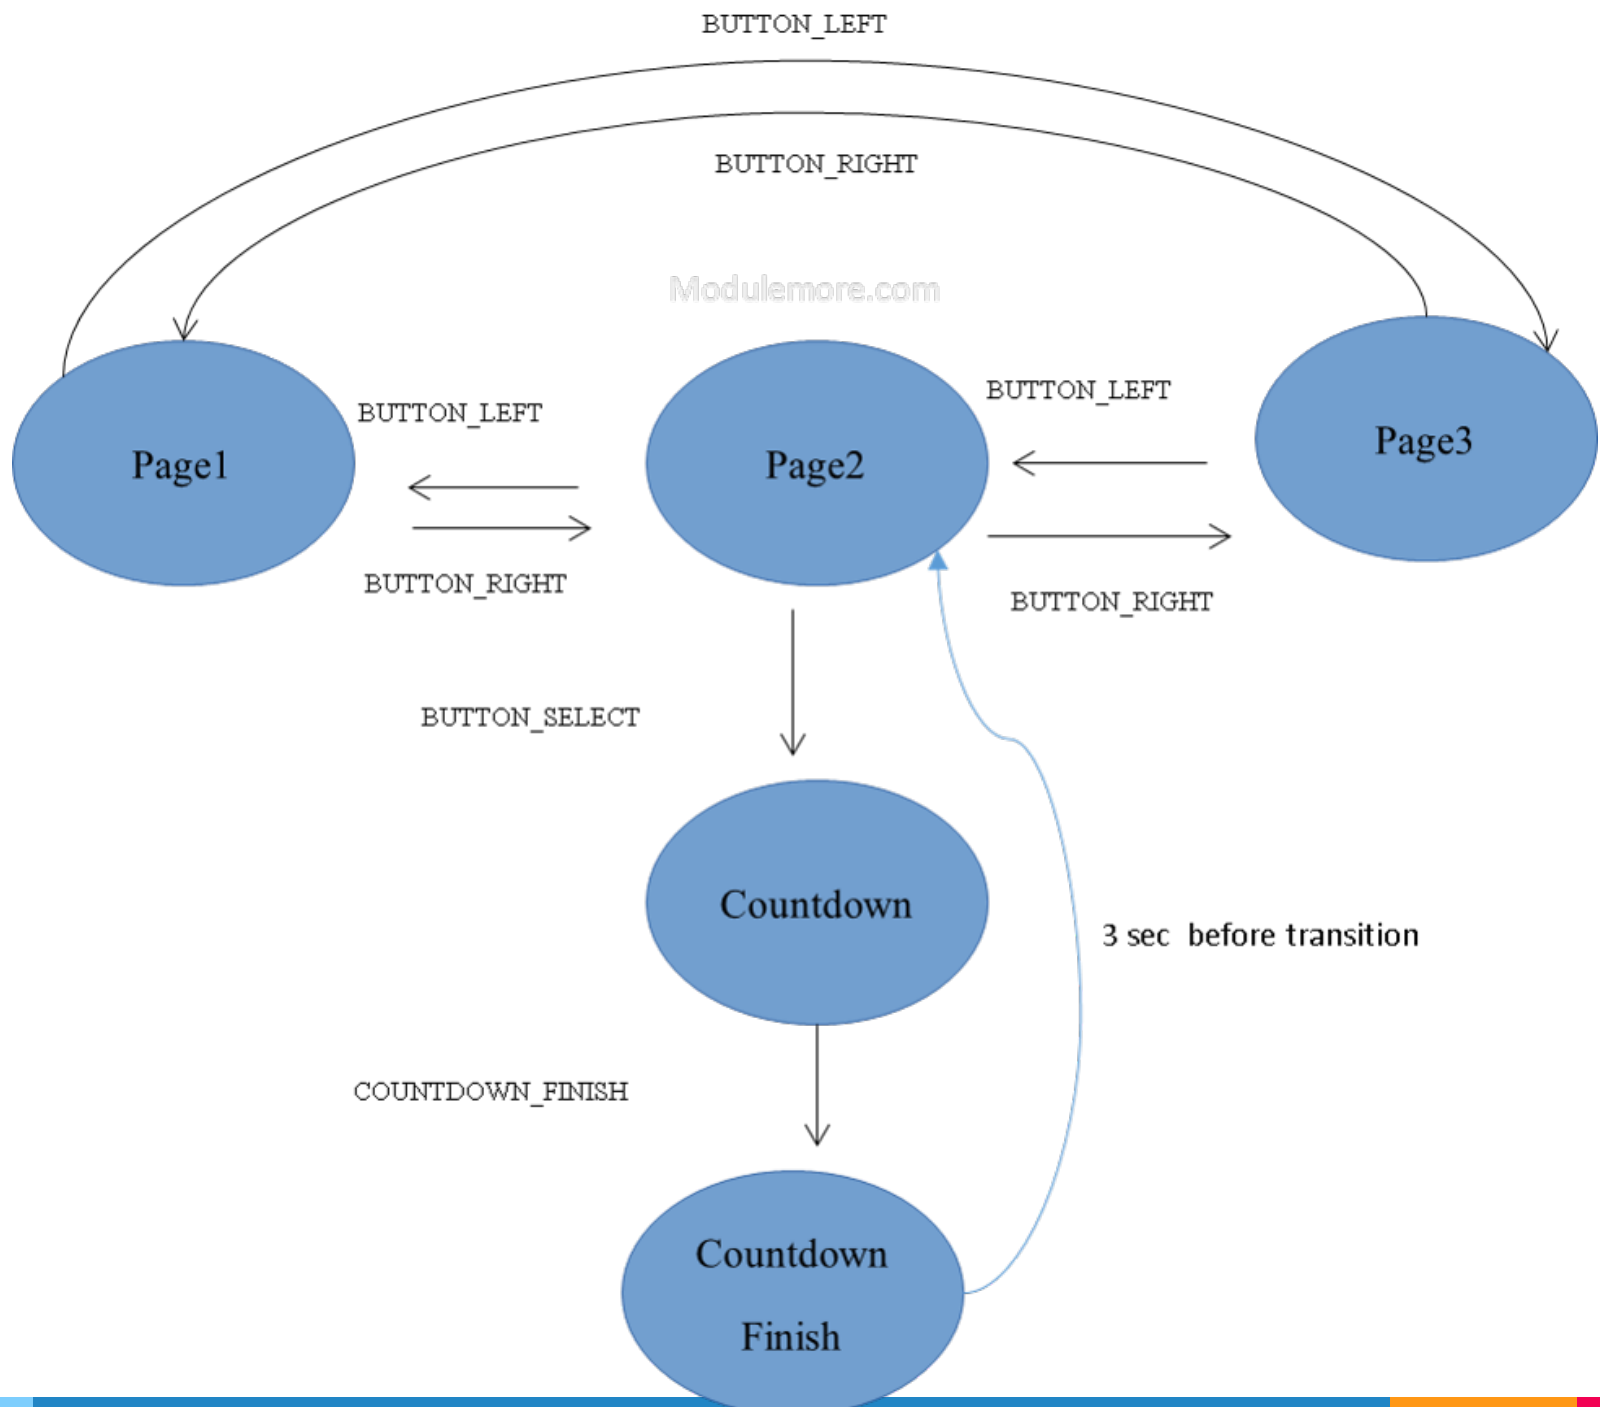 BUTTON_LEFT
BUTTON_RIGHT
Modulemore.com
BUTTON_LEFT
BUTTON_LEFT
Page1
Page2
Page3
BUTTON_RIGHT
BUTTON_RIGHT
BUTTON_SELECT
Countdown
3 sec  before transition
COUNTDOWN_FINISH
Countdown
Finish